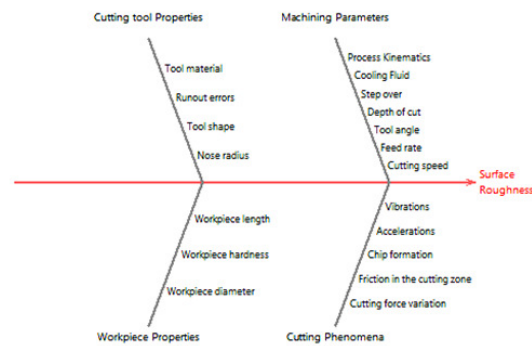 Cutting tool Properties
Machining Parameters
Tool material
Runout errors
Tool shape
Nose radius
Process Kinematics
Cooling Fluid
Step over
Depth of cut
Tool angle
Feed rate
Cutting speed
Surface
Roughness
Workpiece length
Workpiece hardness
Workpiece diameter
Vibrations
Accelerations
Chip formation
Friction in the cutting zone
Cutting force variation
Workpiece Properties
Cutting Phenomena